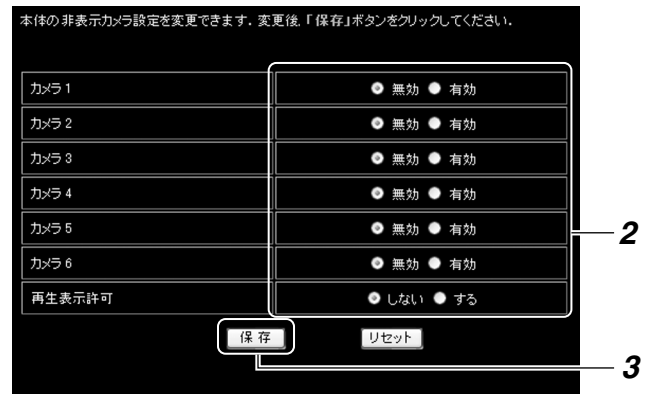 本体の非表示カメラ設定を変更できます. 変更後「保存」ボタンをクリックしてください.
カメラ 1 無効 有効
カメラ 2 無効 有効
カメラ 3 無効 有効
カメラ 4 無効 有効
カメラ 5 無効 有効
2
カメラ 6 無効 有効
再生表示許可 しない する
保存 リセット
3